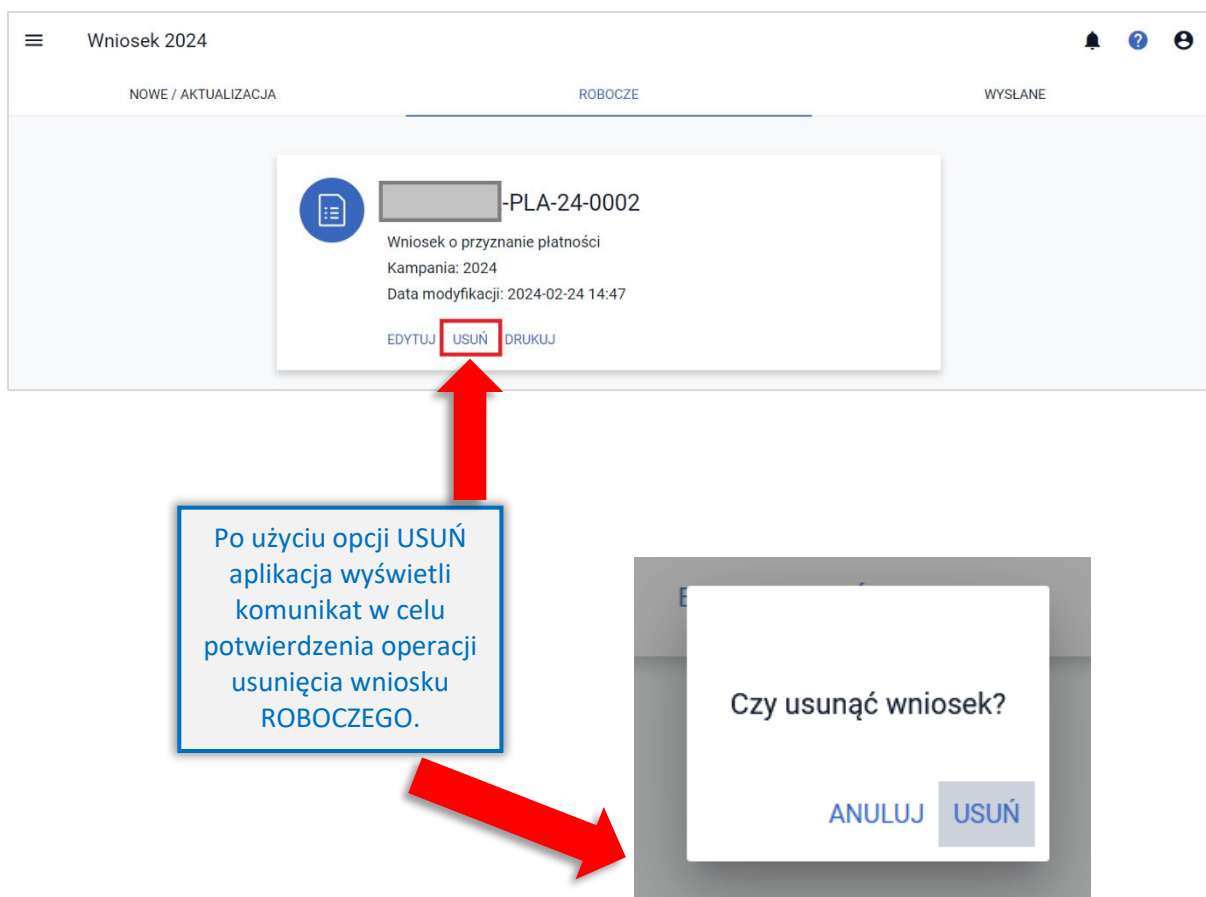 Wniosek 2024
NOWE / AKTUALIZACJA
ROBOCZE
WYSŁANE
-PLA-24-0002
Wniosek o przyznanie płatności
Kampania: 2024
Data modyfikacji: 2024-02-24 14:47
EDYTUJ USUŃ DRUKUJ
Po użyciu opcji USUŃ
aplikacja wyświetli
komunikat w celu
potwierdzenia operacji
usunięcia wniosku
ROBOCZEGO.
Czy usunąć wniosek?
ANULUJ USUŃ